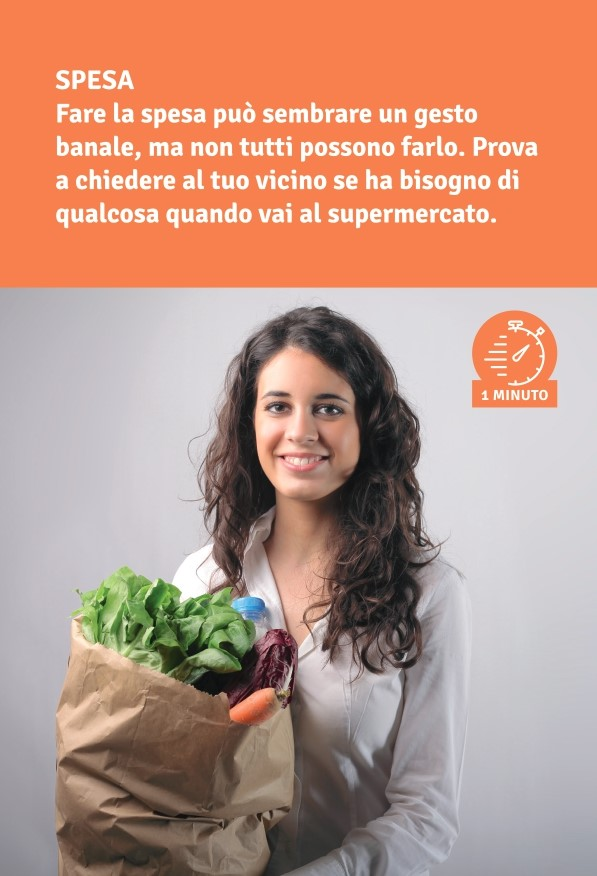 SPESA
Fare la spesa può sembrare un gesto
banale, ma non tutti possono farlo. Prova
a chiedere al tuo vicino se ha bisogno di
qualcosa quando vai al supermercato.
1 MINUTO